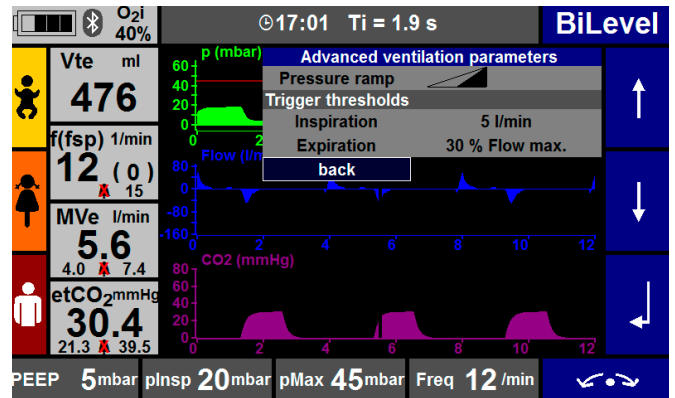 O2i
40%
17:01 Ti = 1.9 s
BiLevel
Vte ml
476
f(fsp) 1/min
12 ( 0 )
15
MVe l/min
5.6
4.0 7.4
etCO2 mmHg
30.4
21.3 39.5
p (mbar)
60
40
20
0
0
Advanced ventilation parameters
Pressure ramp
Trigger thresholds
Inspiration 5 l/min
Expiration 30 % Flow max.
back
Flow (l/m
80
0
-80
-160
0 2 4 6 8 10 12
CO2 (mmHg)
80
60
40
20
0 2 4 6 8 10 12
PEEP 5 mbar pInsp 20 mbar pMax 45 mbar Freq 12 /min